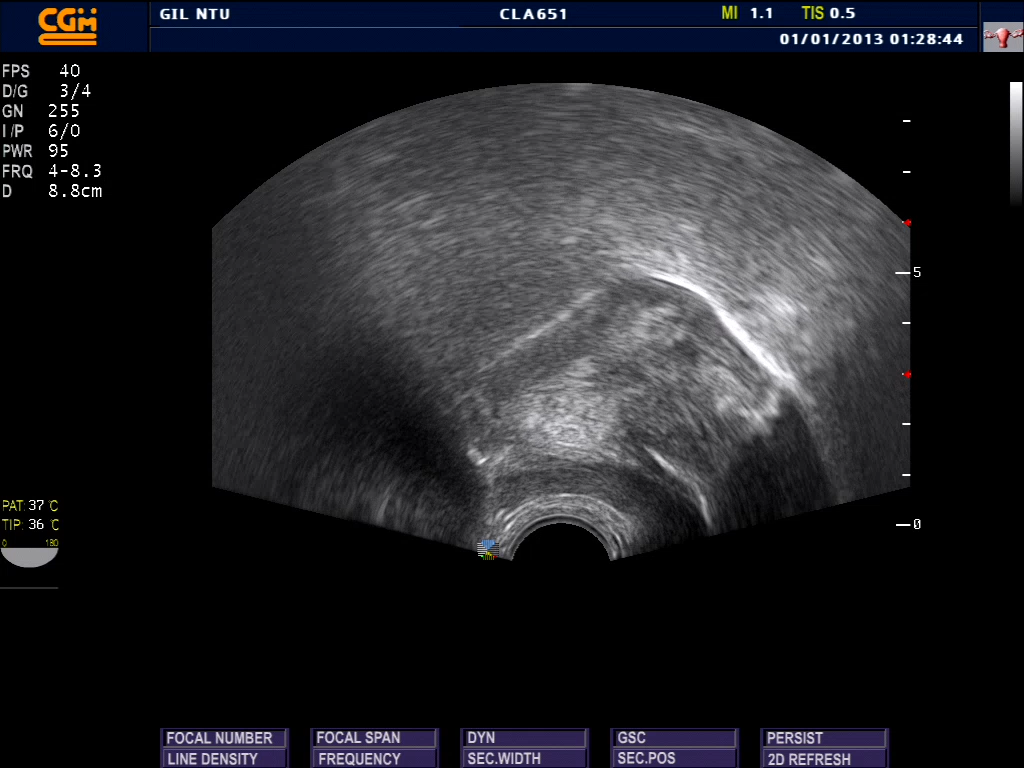 CGM
GIL NTU CLA651 MI 1.1 TIS 0.5
01/01/2013 01:28:44
FPS 40
D/G 3/4
GN 255
I/P 6/0
PWR 95
FRQ 4-8.3
D 8.8cm
5
PAT: 37 °C
TIP: 36 °C
0 180
0
FOCAL NUMBER FOCAL SPAN DYN GSC PERSIST
LINE DENSITY FREQUENCY SEC.WIDTH SEC.POS 2D REFRESH